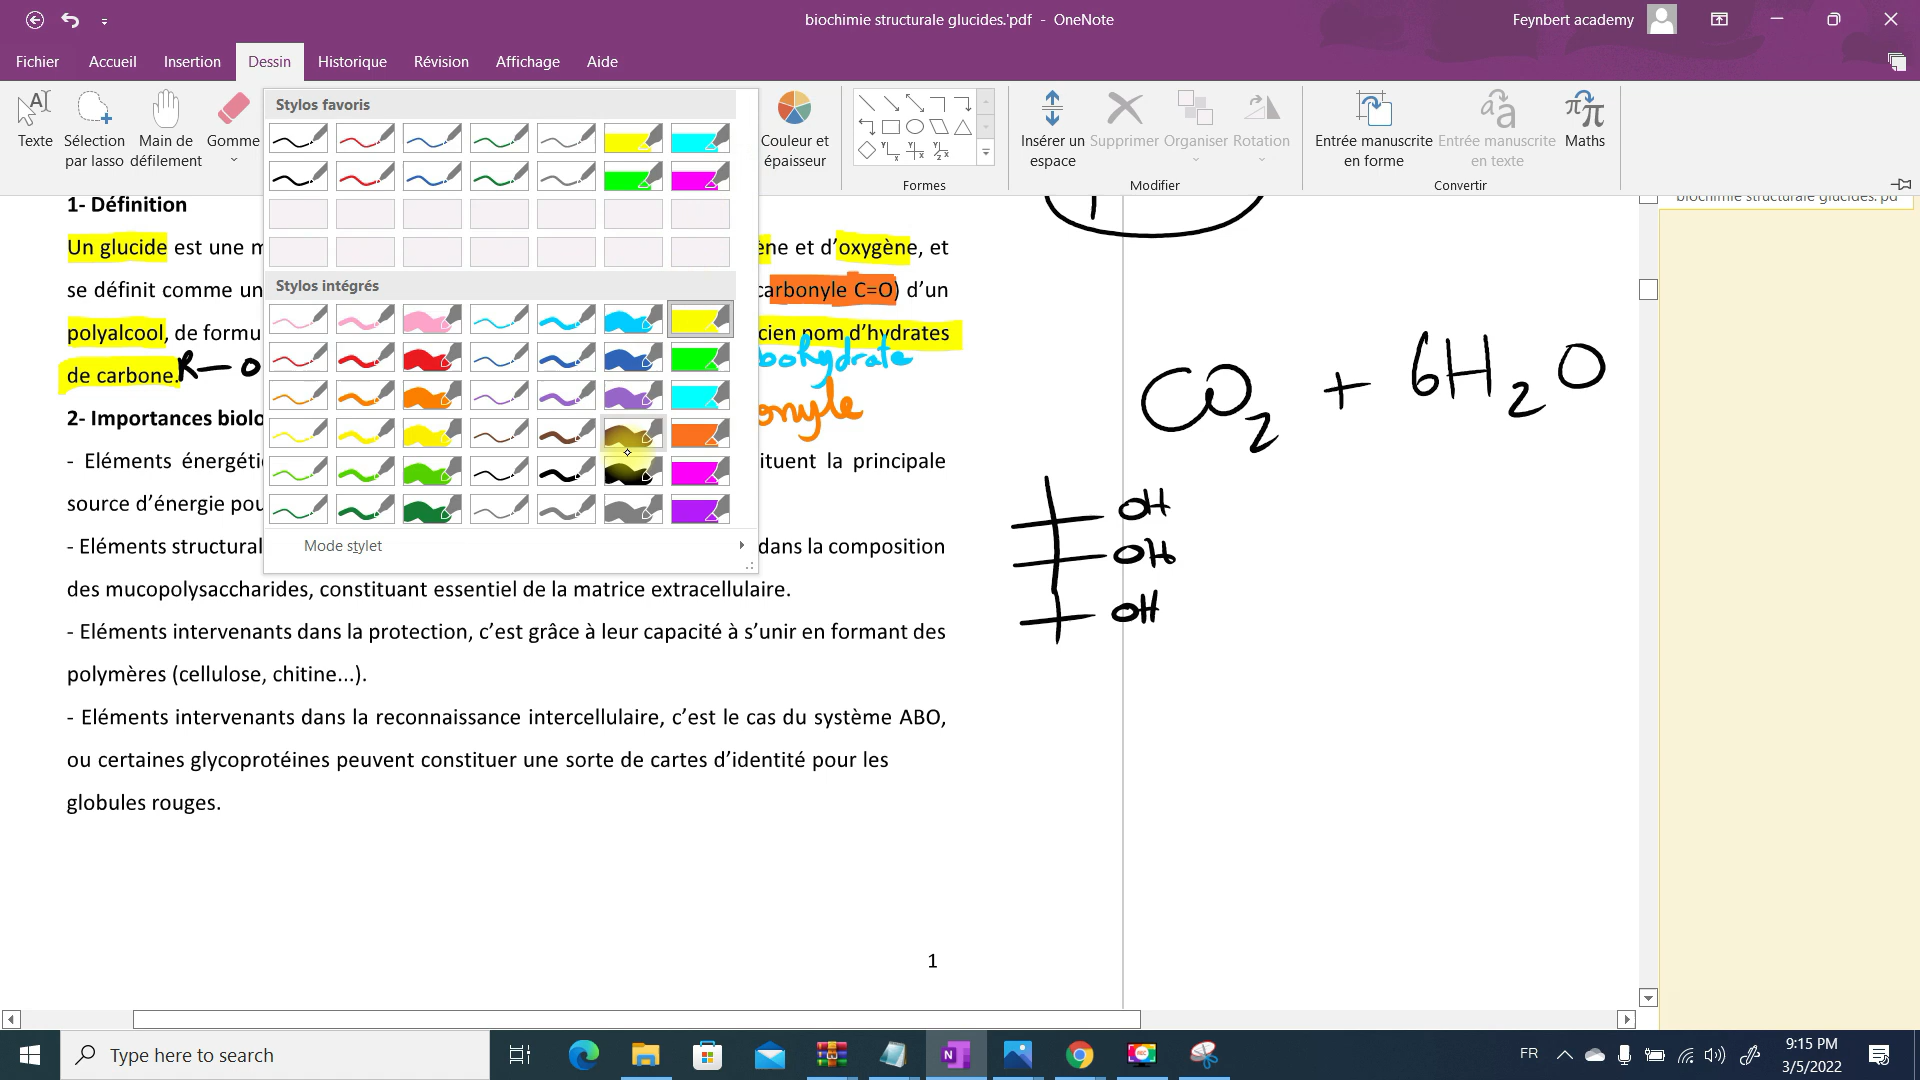 biochimie structurale glucides.'pdf - OneNote
Feynbert academy
Fichier Accueil Insertion Dessin Historique Révision Affichage Aide
Texte
Sélection par lasso
Main de défilement
Gomme
Stylos favoris
Stylos intégrés
Mode stylet
Couleur et épaisseur
Formes
Insérer un espace
Supprimer
Organiser
Rotation
Modifier
Entrée manuscrite en forme
Entrée manuscrite en texte
Maths
Convertir
biochimie structurale glucides. pd
1- Définition
Un glucide est une m ène et d'oxygène, et
se définit comme un carbonyle C=O) d'un
polyalcool, de formu cien nom d'hydrates
de carbone. R—O bohydrate
2- Importances biolo onyle
- Eléments énergéti ituent la principale
source d'énergie pou
- Eléments structural dans la composition
des mucopolysaccharides, constituant essentiel de la matrice extracellulaire.
- Eléments intervenants dans la protection, c'est grâce à leur capacité à s'unir en formant des
polymères (cellulose, chitine...).
- Eléments intervenants dans la reconnaissance intercellulaire, c'est le cas du système ABO,
ou certaines glycoprotéines peuvent constituer une sorte de cartes d'identité pour les
globules rouges.
1
CO2 + 6H2O
OH
OH
OH
Type here to search
FR
9:15 PM
3/5/2022